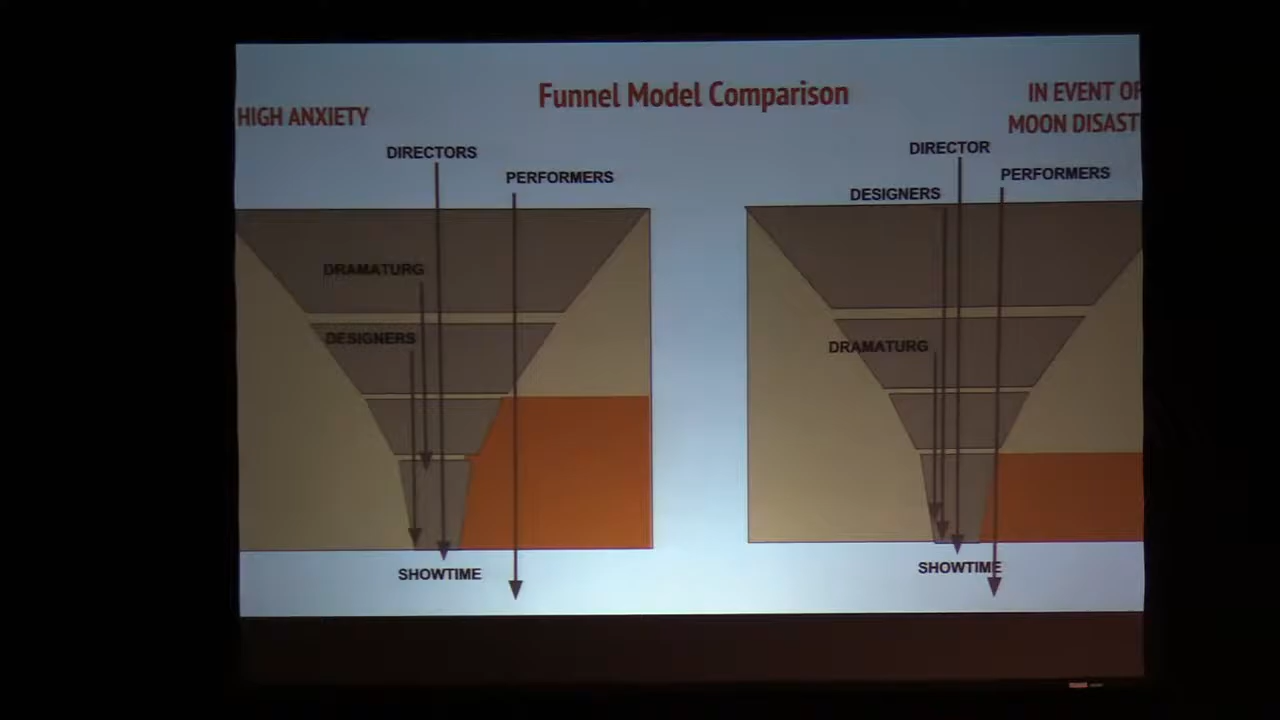 Funnel Model Comparison
HIGH ANXIETY
DIRECTORS
PERFORMERS
DRAMATURG
DESIGNERS
SHOWTIME
IN EVENT OF
MOON DISAST
DIRECTOR
PERFORMERS
DESIGNERS
DRAMATURG
SHOWTIME